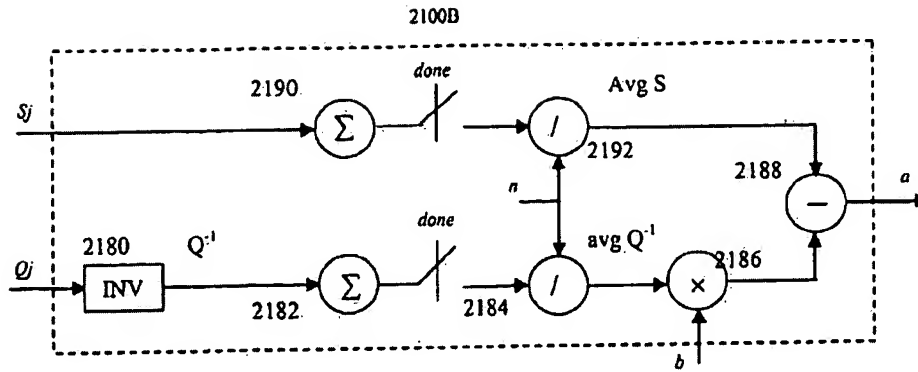 2100B
done
2190
Avg S
Sj
Σ
/
2192
2188
n
a
−
done
2180
Q⁻¹
avg Q⁻¹
2186
Qj
INV
2182
Σ
2184
/
×
b